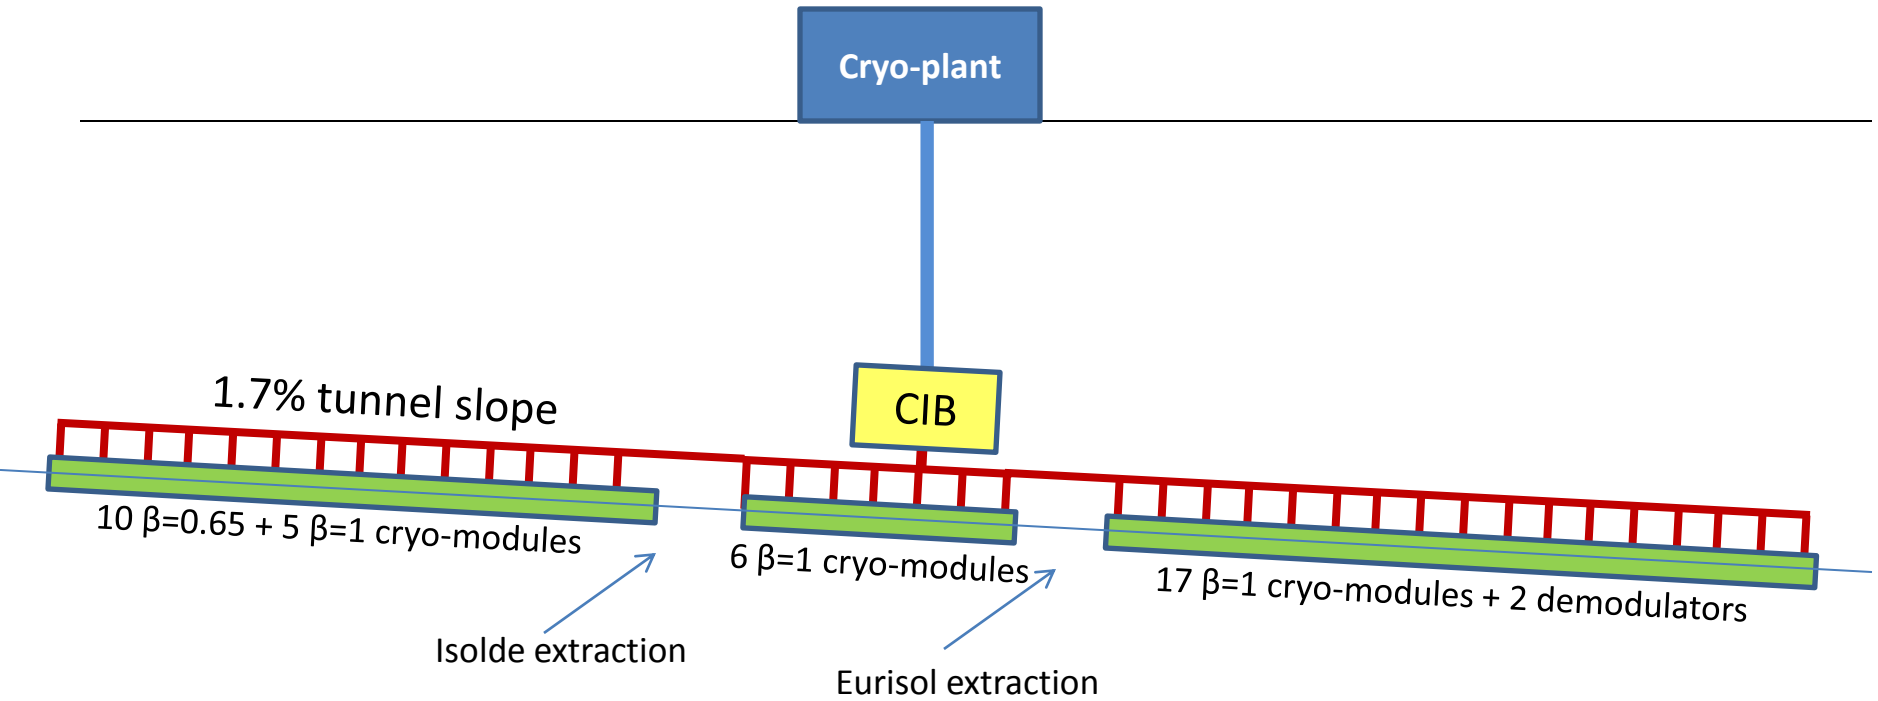 Cryo-plant
1.7% tunnel slope
CIB
10 β=0.65 + 5 β=1 cryo-modules
6 β=1 cryo-modules
17 β=1 cryo-modules + 2 demodulators
Isolde extraction
Eurisol extraction